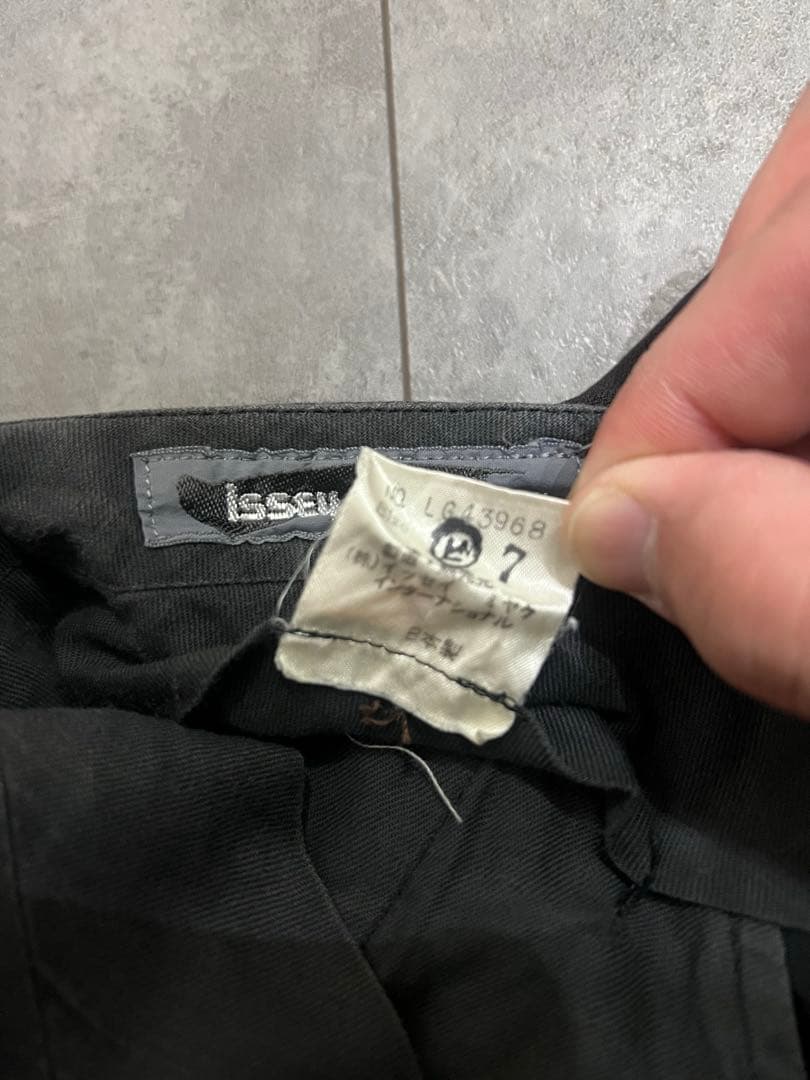 issey
NO. LG43968
Size M 7
(株)イッセイ ミヤケ
インターナショナル
日本製